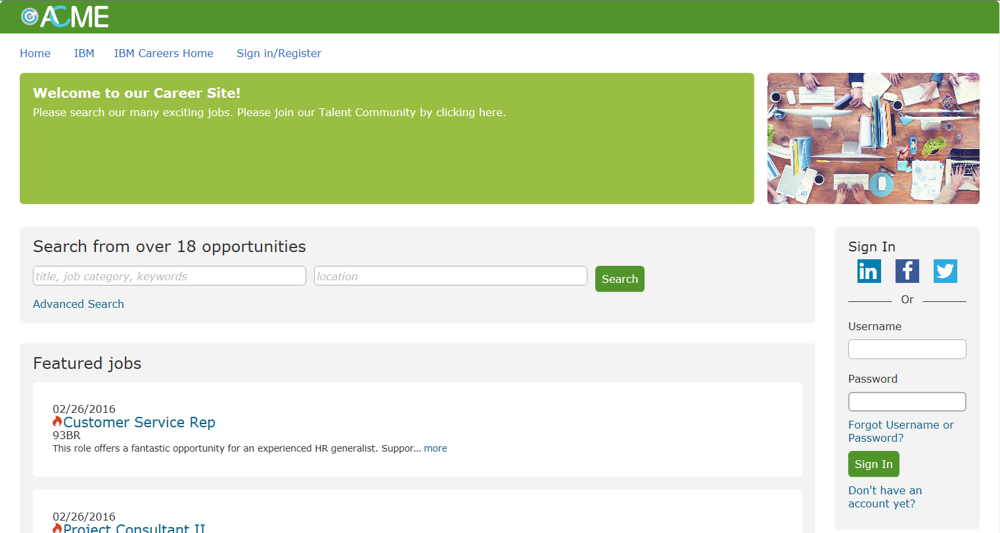 ACME
Home IBM IBM Careers Home Sign in/Register
Welcome to our Career Site!
Please search our many exciting jobs. Please join our Talent Community by clicking here.
Search from over 18 opportunities
title, job category, keywords location Search
Advanced Search
Featured jobs
02/26/2016
Customer Service Rep
93BR
This role offers a fantastic opportunity for an experienced HR generalist. Suppor... more
02/26/2016
Project Consultant II
Sign In
in f
Or
Username
Password
Forgot Username or
Password?
Sign In
Don't have an
account yet?